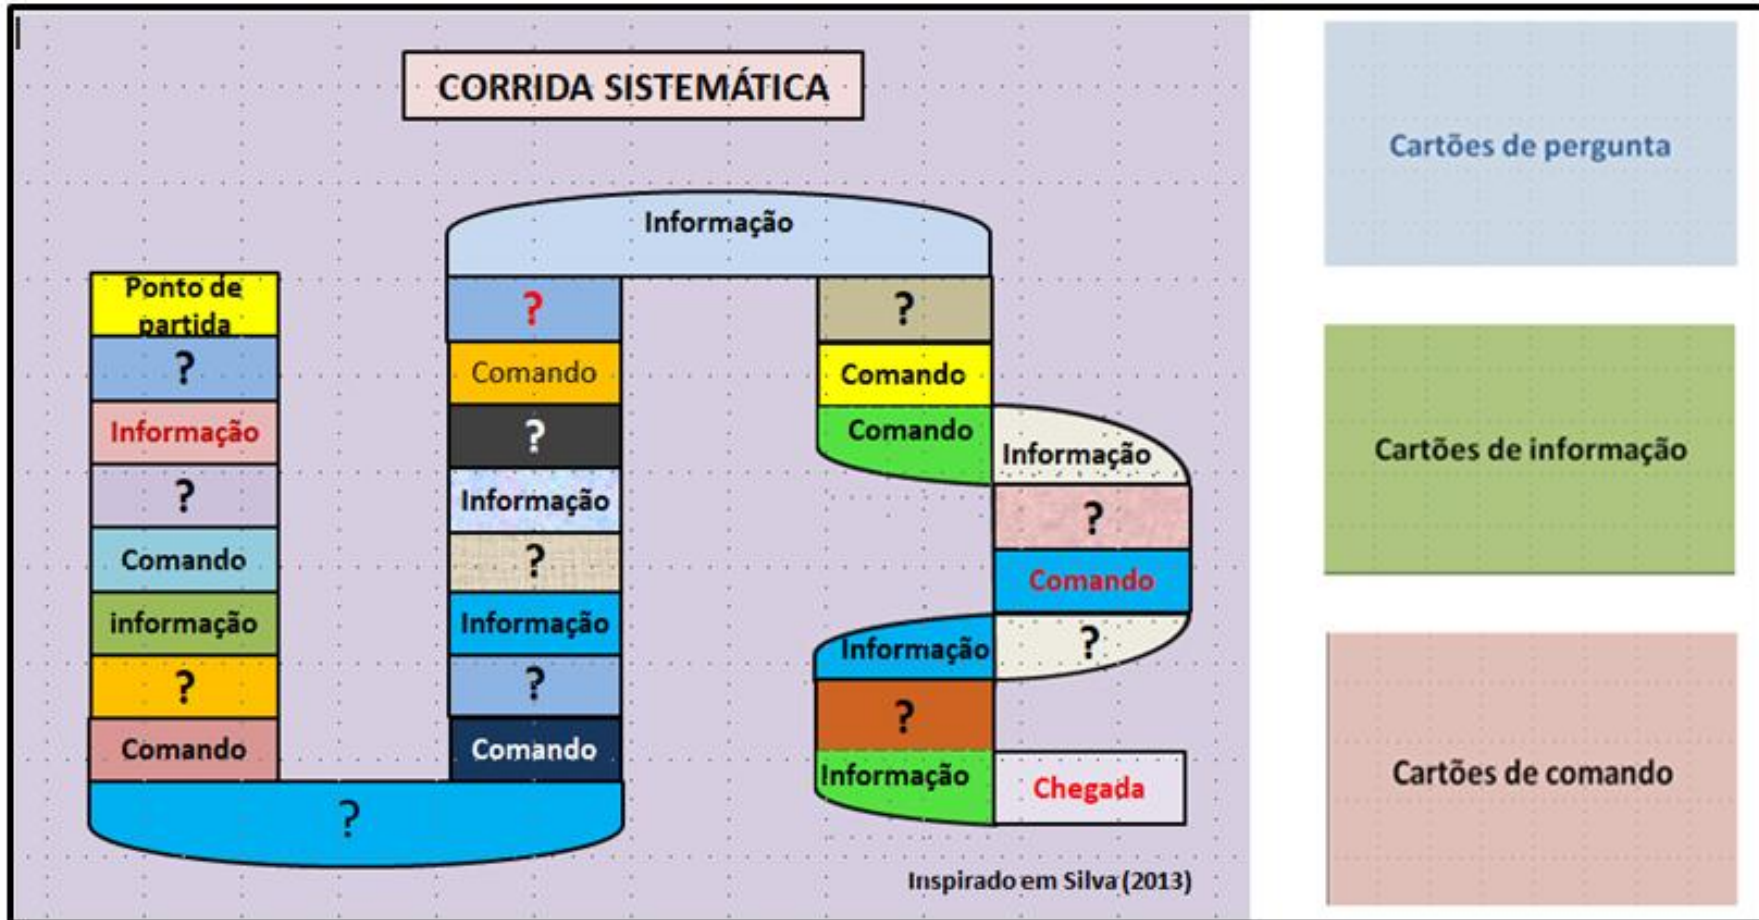 CORRIDA SISTEMÁTICA
Ponto de
partida
?
Informação
?
Comando
informação
?
Comando
?
Comando
?
Informação
?
Informação
?
Comando
?
Informação
?
Comando
Comando
Informação
?
Comando
?
Informação
?
Informação
Chegada
Inspirado em Silva (2013)
Cartões de pergunta
Cartões de informação
Cartões de comando